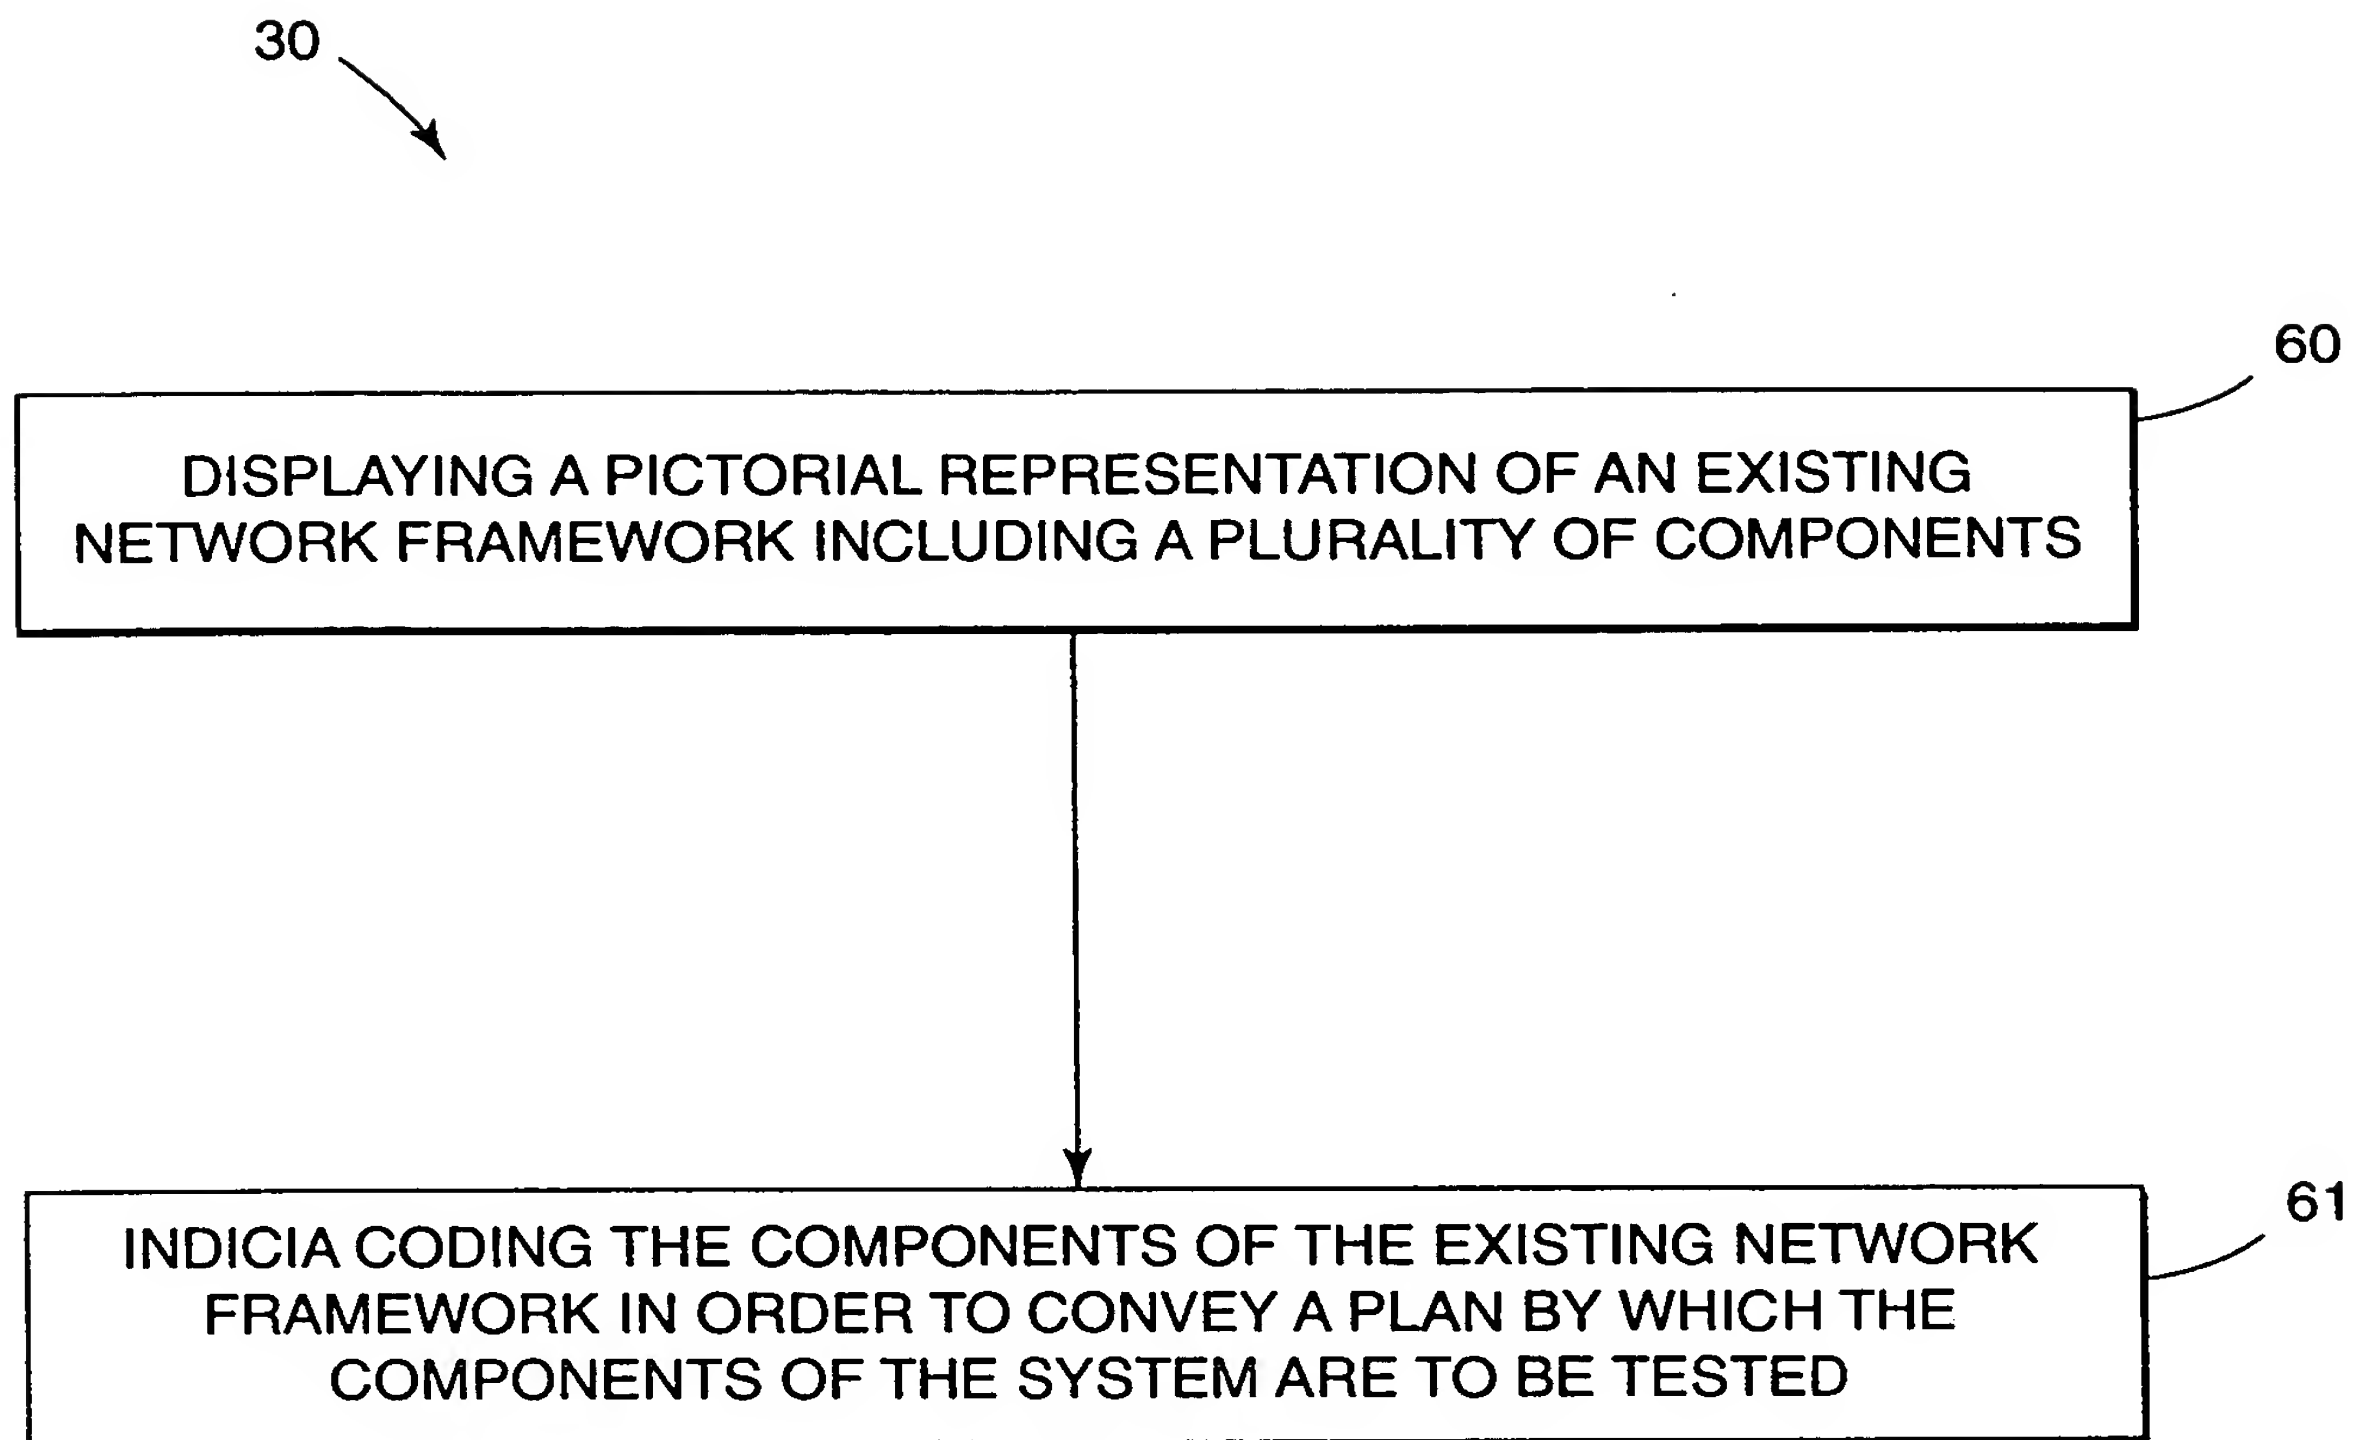 30
60
DISPLAYING A PICTORIAL REPRESENTATION OF AN EXISTING
NETWORK FRAMEWORK INCLUDING A PLURALITY OF COMPONENTS
61
INDICIA CODING THE COMPONENTS OF THE EXISTING NETWORK
FRAMEWORK IN ORDER TO CONVEY A PLAN BY WHICH THE
COMPONENTS OF THE SYSTEM ARE TO BE TESTED